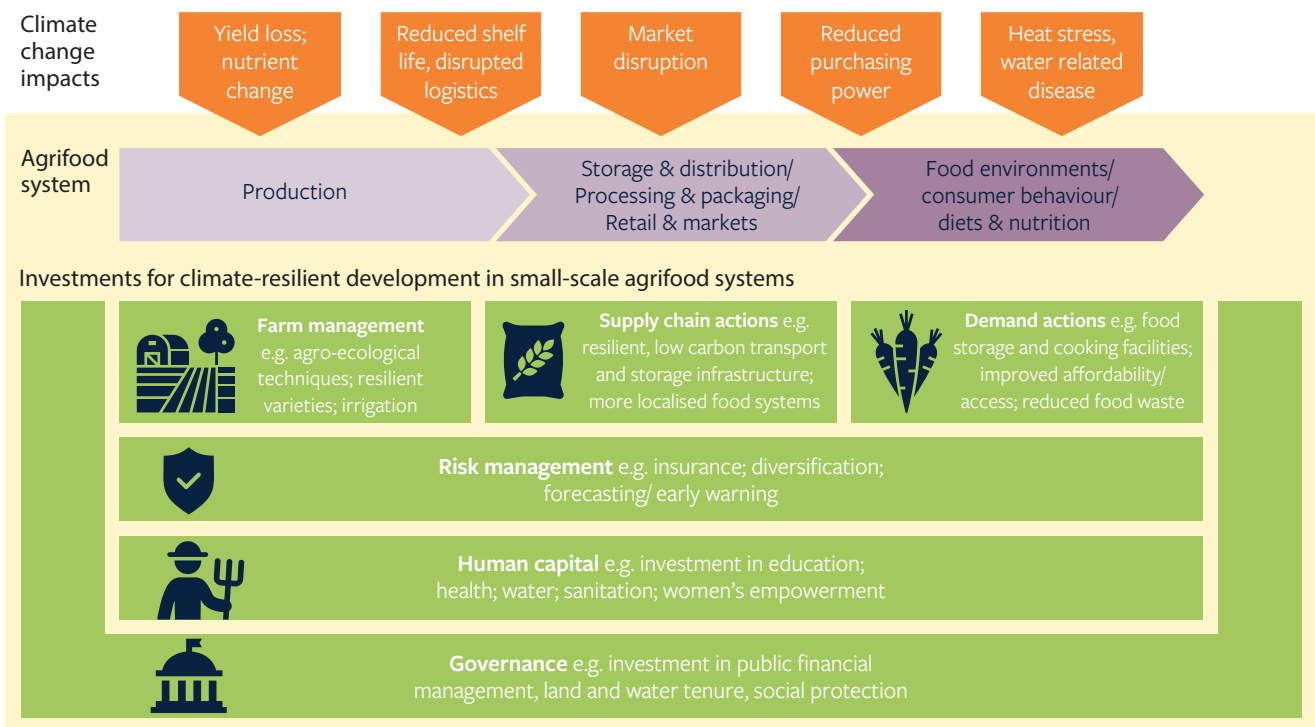 Climate
change
impacts
Yield loss;
nutrient
change
Reduced shelf
life, disrupted
logistics
Market
disruption
Reduced
purchasing
power
Heat stress,
water related
disease
Agrifood
system
Production
Storage & distribution/
Processing & packaging/
Retail & markets
Food environments/
consumer behaviour/
diets & nutrition
Investments for climate-resilient development in small-scale agrifood systems
Farm management
e.g. agro-ecological
techniques; resilient
varieties; irrigation
Supply chain actions e.g.
resilient, low carbon transport
and storage infrastructure;
more localised food systems
Demand actions e.g. food
storage and cooking facilities;
improved affordability/
access; reduced food waste
Risk management e.g. insurance; diversification;
forecasting/ early warning
Human capital e.g. investment in education;
health; water; sanitation; women’s empowerment
Governance e.g. investment in public financial
management, land and water tenure, social protection